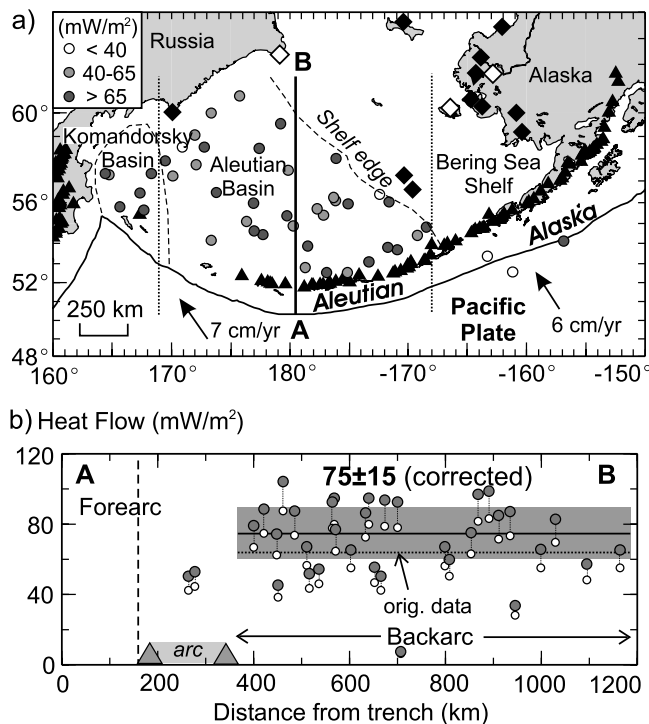 a)
(mW/m²)
< 40
40-65
> 65
Russia
B
Alaska
60°
Komandorsky
Basin
Aleutian
Basin
Shelf edge
Bering Sea
Shelf
56°
52°
Aleutian
Alaska
250 km
7 cm/yr
A
Pacific
Plate
6 cm/yr
48°
160°
170°
180°
-170°
-160°
-150°
b) Heat Flow (mW/m²)
120
A
75±15 (corrected)
B
Forearc
80
40
orig. data
arc
Backarc
0
0
200
400
600
800
1000
1200
Distance from trench (km)